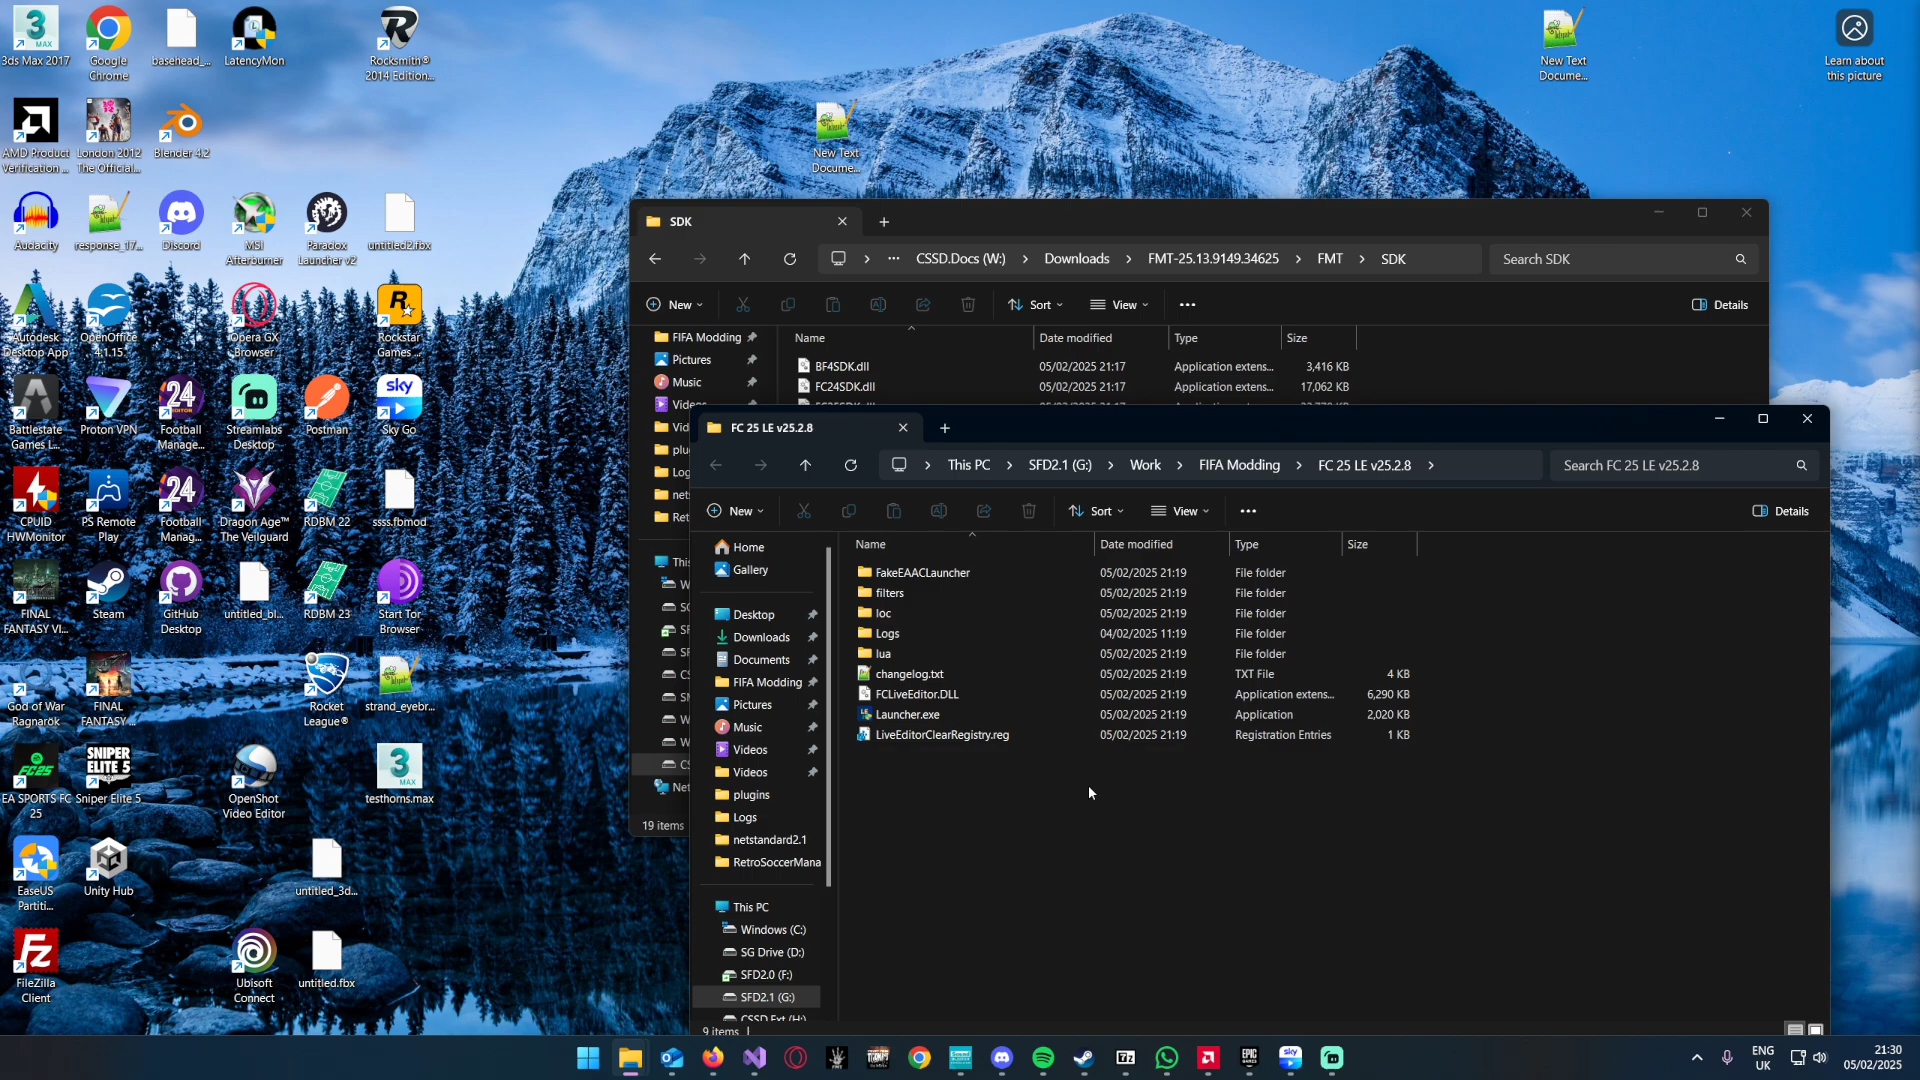 3ds Max 2017
Google
Chrome
basehead_...
LatencyMon
Rocksmith®
2014 Edition...
New Text
Docume...
Learn about
this picture
AMD Product
Verification ...
London 2012
The Official...
Blender 4.2
New Text
Docume...
Audacity
response_17...
Discord
MSI
Afterburner
Paradox
Launcher v2
untitled2.fbx
Autodesk
Desktop App
OpenOffice
4.1.15
Opera GX
Browser
Rockstar
Games ...
Battlestate
Games L...
Proton VPN
Football
Manage...
Streamlabs
Desktop
Postman
Sky Go
CPUID
HWMonitor
PS Remote
Play
Football
Manag...
Dragon Age™
The Veilguard
RDBM 22
ssss.fbmod
FINAL
FANTASY VI...
Steam
GitHub
Desktop
untitled_bl...
RDBM 23
Start Tor
Browser
God of War
Ragnarök
FINAL
FANTASY ...
Rocket
League®
strand_eyebr...
EA SPORTS FC
25
Sniper Elite 5
OpenShot
Video Editor
testhorns.max
EaseUS
Partiti...
Unity Hub
untitled_3d...
FileZilla
Client
Ubisoft
Connect
untitled.fbx
SDK
CSSD.Docs (W:)
Downloads
FMT-25.13.9149.34625
FMT
SDK
Search SDK
New
Sort
View
Details
FIFA Modding
Pictures
Music
Name
Date modified
Type
Size
BF4SDK.dll 05/02/2025 21:17 Application extens... 3,416 KB
FC24SDK.dll 05/02/2025 21:17 Application extens... 17,062 KB
19 items
FC 25 LE v25.2.8
This PC
SFD2.1 (G:)
Work
FIFA Modding
FC 25 LE v25.2.8
Search FC 25 LE v25.2.8
New
Sort
View
Details
Home
Gallery
Desktop
Downloads
Documents
FIFA Modding
Pictures
Music
Videos
Videos
plugins
Logs
netstandard2.1
RetroSoccerMana
This PC
Windows (C:)
SG Drive (D:)
SFD2.0 (F:)
SFD2.1 (G:)
CSSD Ext (H:)
Name Date modified Type Size
FakeEAACLauncher 05/02/2025 21:19 File folder
filters 05/02/2025 21:19 File folder
loc 05/02/2025 21:19 File folder
Logs 04/02/2025 11:19 File folder
lua 05/02/2025 21:19 File folder
changelog.txt 05/02/2025 21:19 TXT File 4 KB
FCLiveEditor.DLL 05/02/2025 21:19 Application extens... 6,290 KB
Launcher.exe 05/02/2025 21:19 Application 2,020 KB
LiveEditorClearRegistry.reg 05/02/2025 21:19 Registration Entries 1 KB
9 items
ENG
UK
21:30
05/02/2025